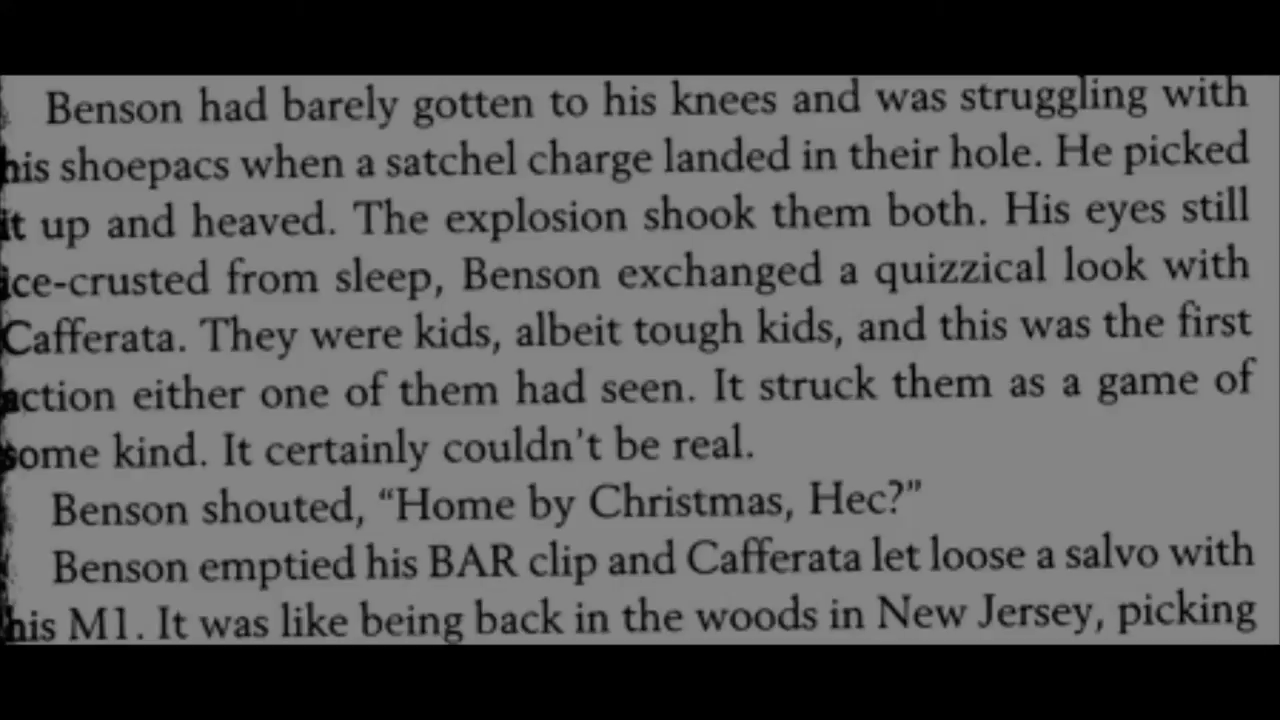 Benson had barely gotten to his knees and was struggling with
his shoepacs when a satchel charge landed in their hole. He picked
it up and heaved. The explosion shook them both. His eyes still
ice-crusted from sleep, Benson exchanged a quizzical look with
Cafferata. They were kids, albeit tough kids, and this was the first
action either one of them had seen. It struck them as a game of
some kind. It certainly couldn't be real.
Benson shouted, “Home by Christmas, Hec?”
Benson emptied his BAR clip and Cafferata let loose a salvo with
his M1. It was like being back in the woods in New Jersey, picking